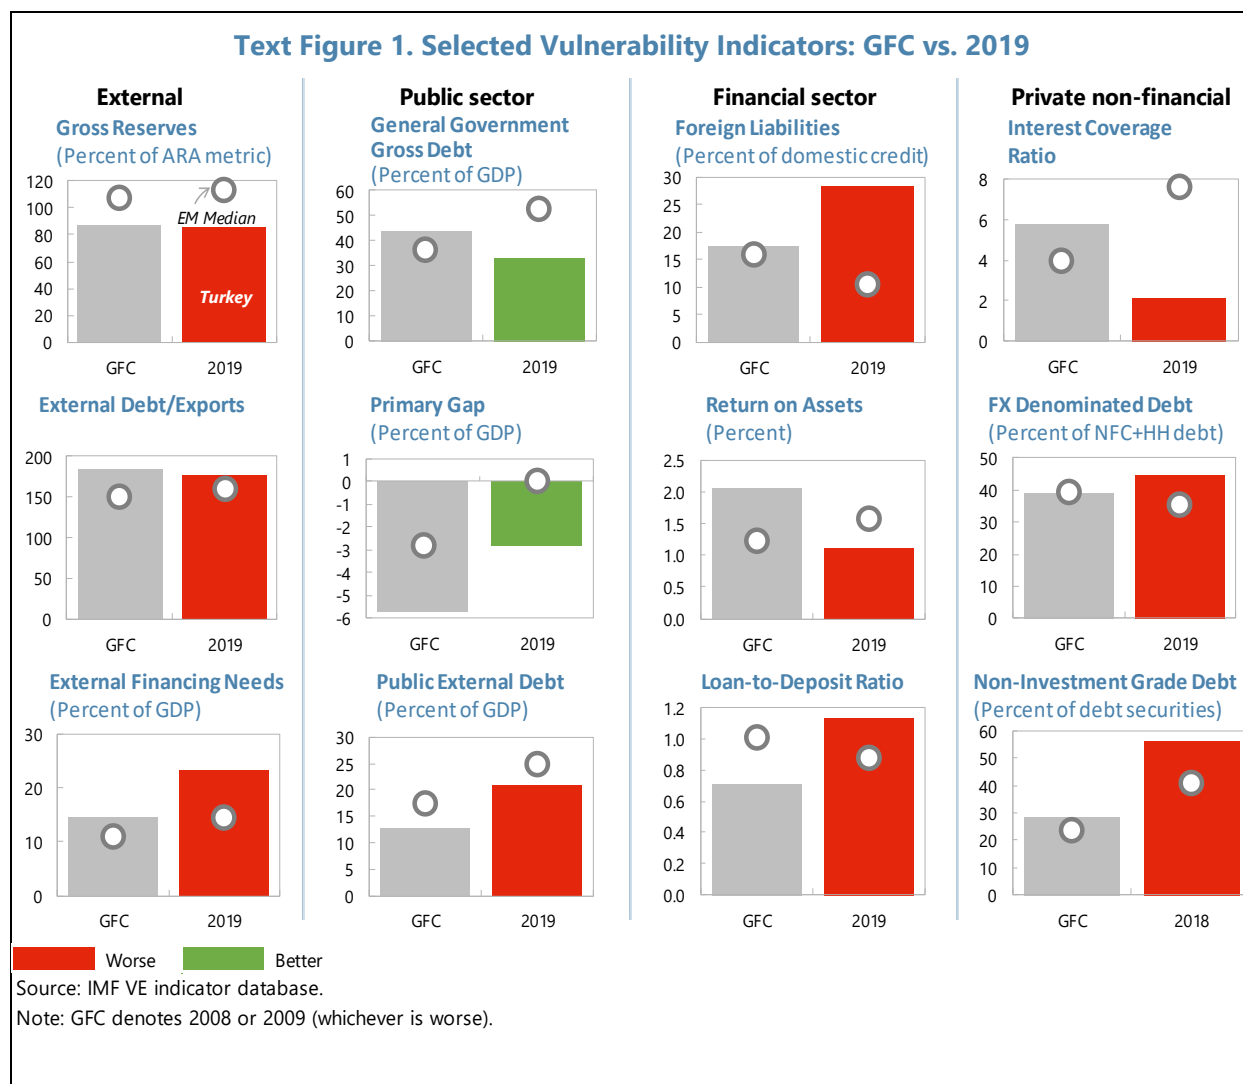 Text Figure 1. Selected Vulnerability Indicators: GFC vs. 2019
External
Gross Reserves
(Percent of ARA metric)
120
100
80
60
40
20
0
EM Median
Turkey
GFC
2019
External Debt/Exports
200
150
100
50
0
GFC
2019
External Financing Needs
(Percent of GDP)
30
20
10
0
GFC
2019
Public sector
General Government
Gross Debt
(Percent of GDP)
60
50
40
30
20
10
0
GFC
2019
Primary Gap
(Percent of GDP)
1
0
-1
-2
-3
-4
-5
-6
GFC
2019
Public External Debt
(Percent of GDP)
30
25
20
15
10
5
0
GFC
2019
Financial sector
Foreign Liabilities
(Percent of domestic credit)
30
25
20
15
10
5
0
GFC
2019
Return on Assets
(Percent)
2.5
2.0
1.5
1.0
0.5
0.0
GFC
2019
Loan-to-Deposit Ratio
1.2
1.0
0.8
0.6
0.4
0.2
0.0
GFC
2019
Private non-financial
Interest Coverage
Ratio
8
6
4
2
0
GFC
2019
FX Denominated Debt
(Percent of NFC+HH debt)
50
40
30
20
10
0
GFC
2019
Non-Investment Grade Debt
(Percent of debt securities)
60
50
40
30
20
10
0
GFC
2018
Worse
Better
Source: IMF VE indicator database.
Note: GFC denotes 2008 or 2009 (whichever is worse).